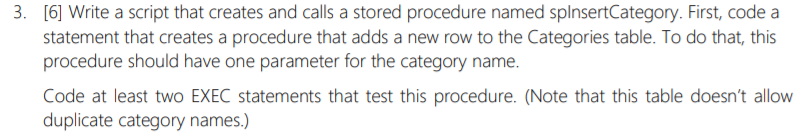 3. [6] Write a script that creates and calls a stored procedure named spInsertCategory. First, code a
statement that creates a procedure that adds a new row to the Categories table. To do that, this
procedure should have one parameter for the category name.
Code at least two EXEC statements that test this procedure. (Note that this table doesn't allow
duplicate category names.)